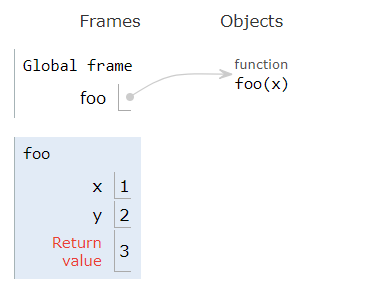 Frames Objects
Global frame
function
foo
foo(x)
foo
x 1
y 2
Return
value 3